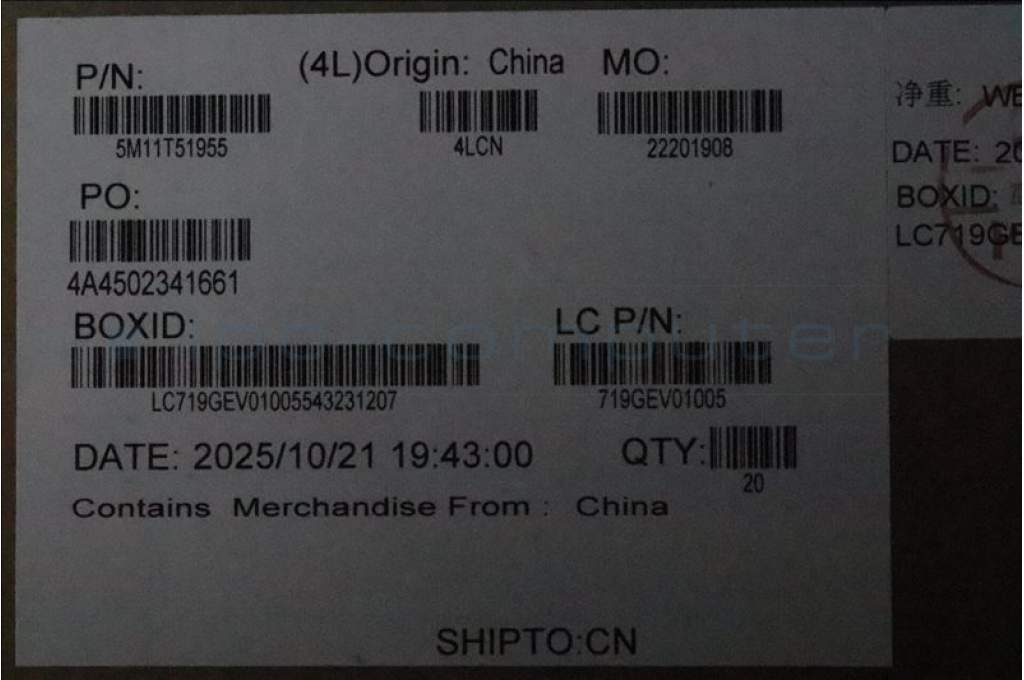 P/N:
(4L)Origin: China
MO:
5M11T51955
4LCN
22201908
PO:
4A4502341661
BOXID:
LC P/N:
LC719GEV01005543231207
719GEV01005
DATE: 2025/10/21 19:43:00
QTY:
20
Contains Merchandise From : China
SHIPTO:CN
净重: WE
DATE: 20
BOXID:
LC719GE
computer